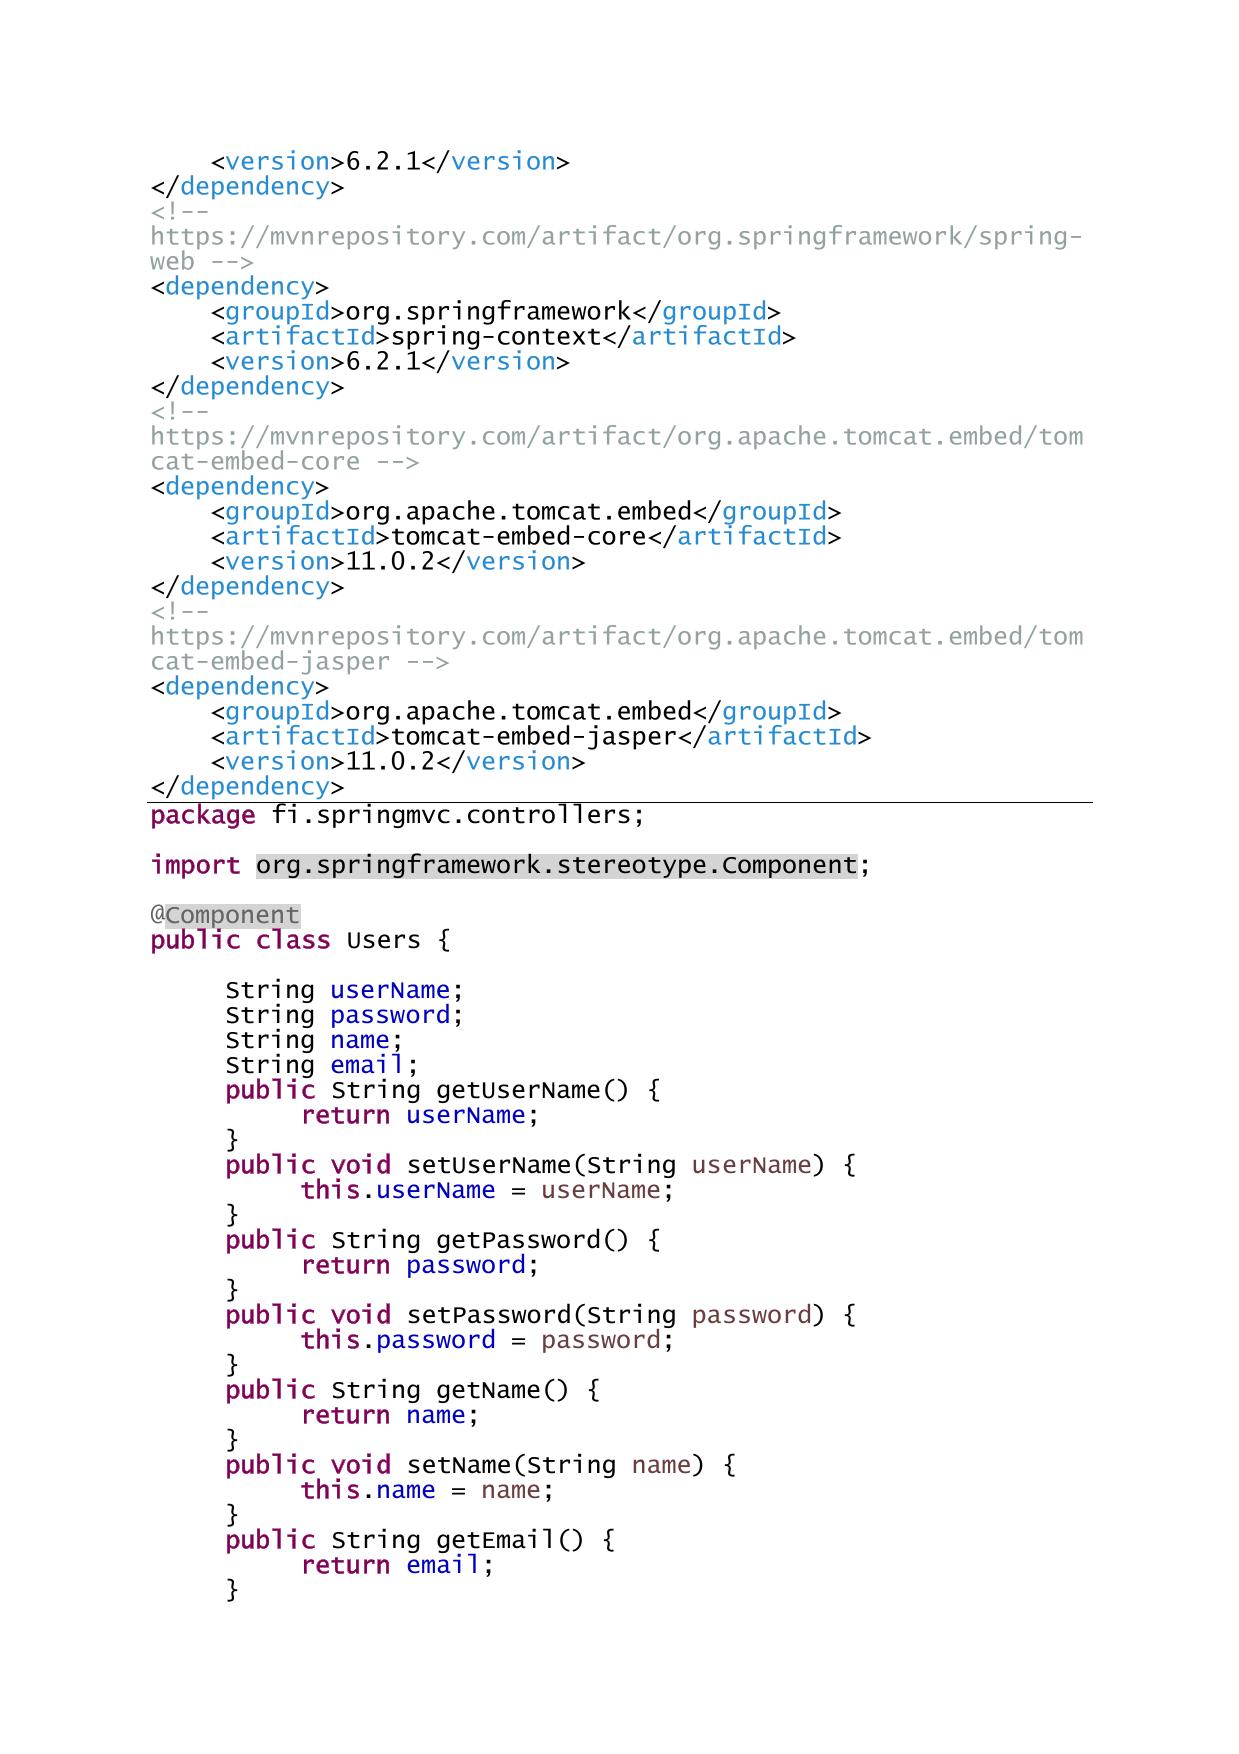 <version>6.2.1</version>
</dependency>
<!--
https://mvnrepository.com/artifact/org.springframework/spring-
web -->
<dependency>
    <groupId>org.springframework</groupId>
    <artifactId>spring-context</artifactId>
    <version>6.2.1</version>
</dependency>
<!--
https://mvnrepository.com/artifact/org.apache.tomcat.embed/tom
cat-embed-core -->
<dependency>
    <groupId>org.apache.tomcat.embed</groupId>
    <artifactId>tomcat-embed-core</artifactId>
    <version>11.0.2</version>
</dependency>
<!--
https://mvnrepository.com/artifact/org.apache.tomcat.embed/tom
cat-embed-jasper -->
<dependency>
    <groupId>org.apache.tomcat.embed</groupId>
    <artifactId>tomcat-embed-jasper</artifactId>
    <version>11.0.2</version>
</dependency>
package fi.springmvc.controllers;

import org.springframework.stereotype.Component;

@Component
public class Users {

     String userName;
     String password;
     String name;
     String email;
     public String getUserName() {
          return userName;
     }
     public void setUserName(String userName) {
          this.userName = userName;
     }
     public String getPassword() {
          return password;
     }
     public void setPassword(String password) {
          this.password = password;
     }
     public String getName() {
          return name;
     }
     public void setName(String name) {
          this.name = name;
     }
     public String getEmail() {
          return email;
     }